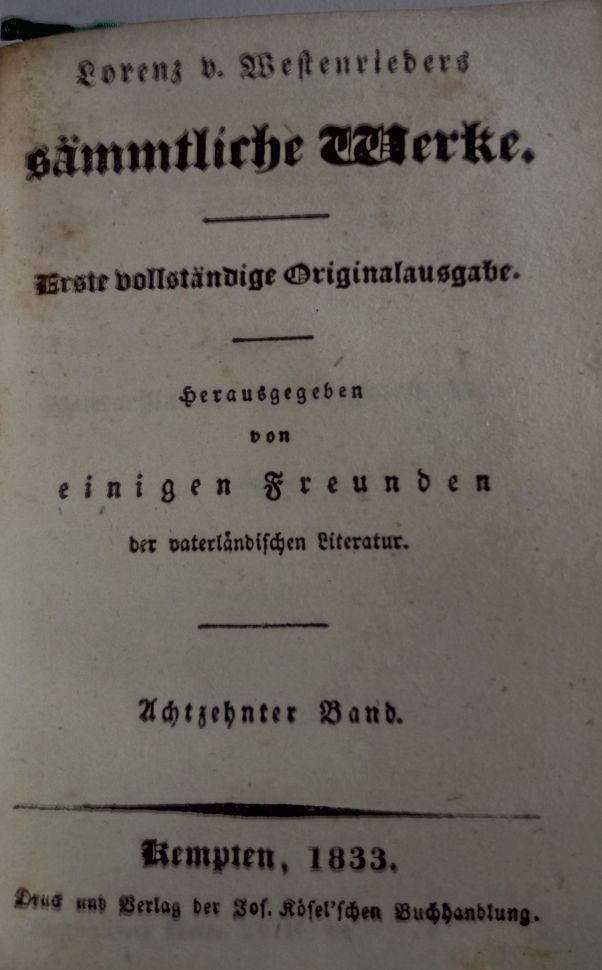 Lorenz v. Westenrieders
sämmtliche Werke.
Erste vollständige Originalausgabe.
Herausgegeben
von
einigen Freunden
der vaterländiſchen Literatur.
Achtzehnter Band.
Kempten, 1833.
Druck und Verlag der Joſ. Köſel'ſchen Buchhandlung.